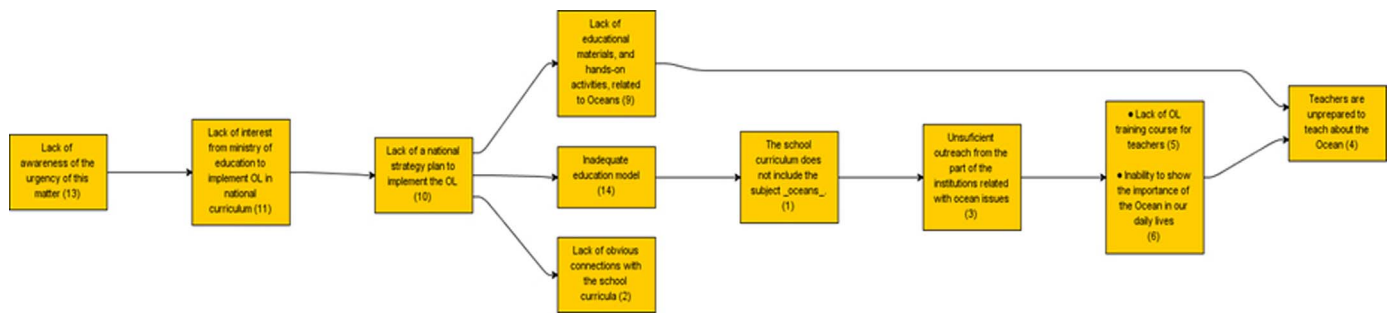 Lack of
awareness of the
urgency of this
matter (13)
Lack of interest
from ministry of
education to
implement OL in
national
curriculum (11)
Lack of a national
strategy plan to
implement the OL
(10)
Lack of
educational
materials, and
hands-on
activities, related
to Oceans (9)
Inadequate
education model
(14)
Lack of obvious
connections with
the school
curricula (2)
The school
curriculum does
not include the
subject _oceans_.
(1)
Unsuficient
outreach from the
part of the
institutions related
with ocean issues
(3)
• Lack of OL
training course for
teachers (5)
• Inability to show
the importance of
the Ocean in our
daily lives
(6)
Teachers are
unprepared to
teach about the
Ocean (4)